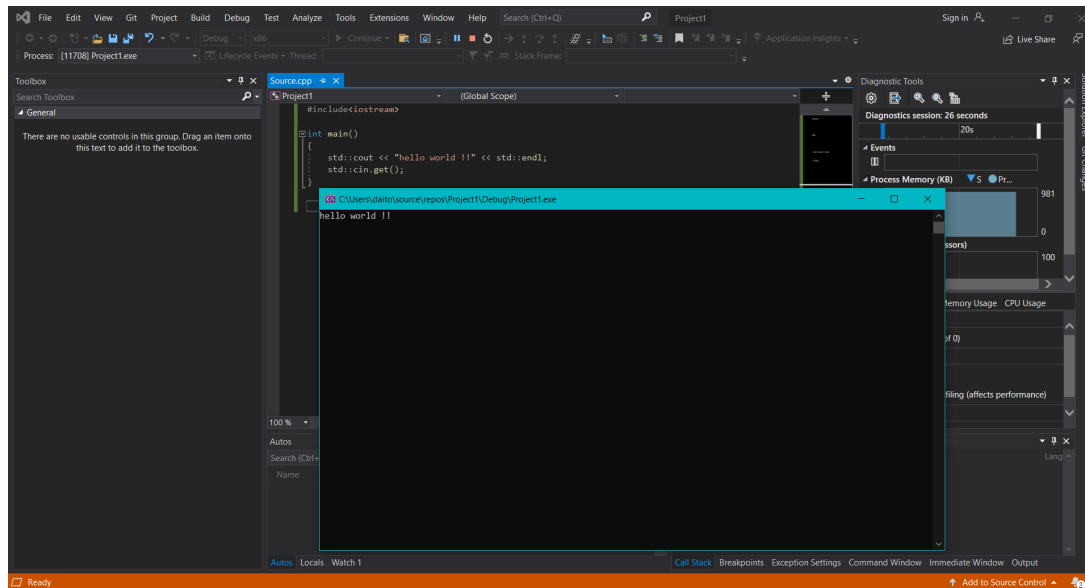 File Edit View Git Project Build Debug Test Analyze Tools Extensions Window Help Search (Ctrl+Q) Project1 Sign in
Debug x86 Continue Application Insights Live Share
Process: [11708] Project1.exe Lifecycle Events Thread: Stack Frame:
Toolbox
Search Toolbox
General
There are no usable controls in this group. Drag an item onto
this text to add it to the toolbox.
Source.cpp
Project1 (Global Scope)
#include<iostream>
int main()
{
std::cout << "hello world !!" << std::endl;
std::cin.get();
}
C:\Users\daito\source\repos\Project1\Debug\Project1.exe
hello world !!
Diagnostic Tools
Diagnostics session: 26 seconds
20s
Events
Process Memory (KB) S Pr...
981
0
ssors)
100
Memory Usage CPU Usage
of 0)
filing (affects performance)
100 %
Autos
Search (Ctrl+
Name
Lang
Autos Locals Watch 1
Call Stack Breakpoints Exception Settings Command Window Immediate Window Output
Ready Add to Source Control 2